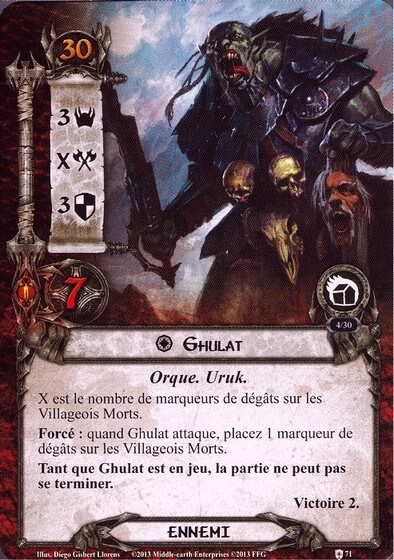 30
3
X
3
7
4/30
GHULAT
Orque. Uruk.
X est le nombre de marqueurs de dégâts sur les
Villageois Morts.
Forcé : quand Ghulat attaque, placez 1 marqueur de
dégâts sur les Villageois Morts.
Tant que Ghulat est en jeu, la partie ne peut pas
se terminer.
Victoire 2.
ENNEMI
Illus. Diego Gisbert Llorens ©2013 Middle-earth Enterprises ©2013 FFG 71